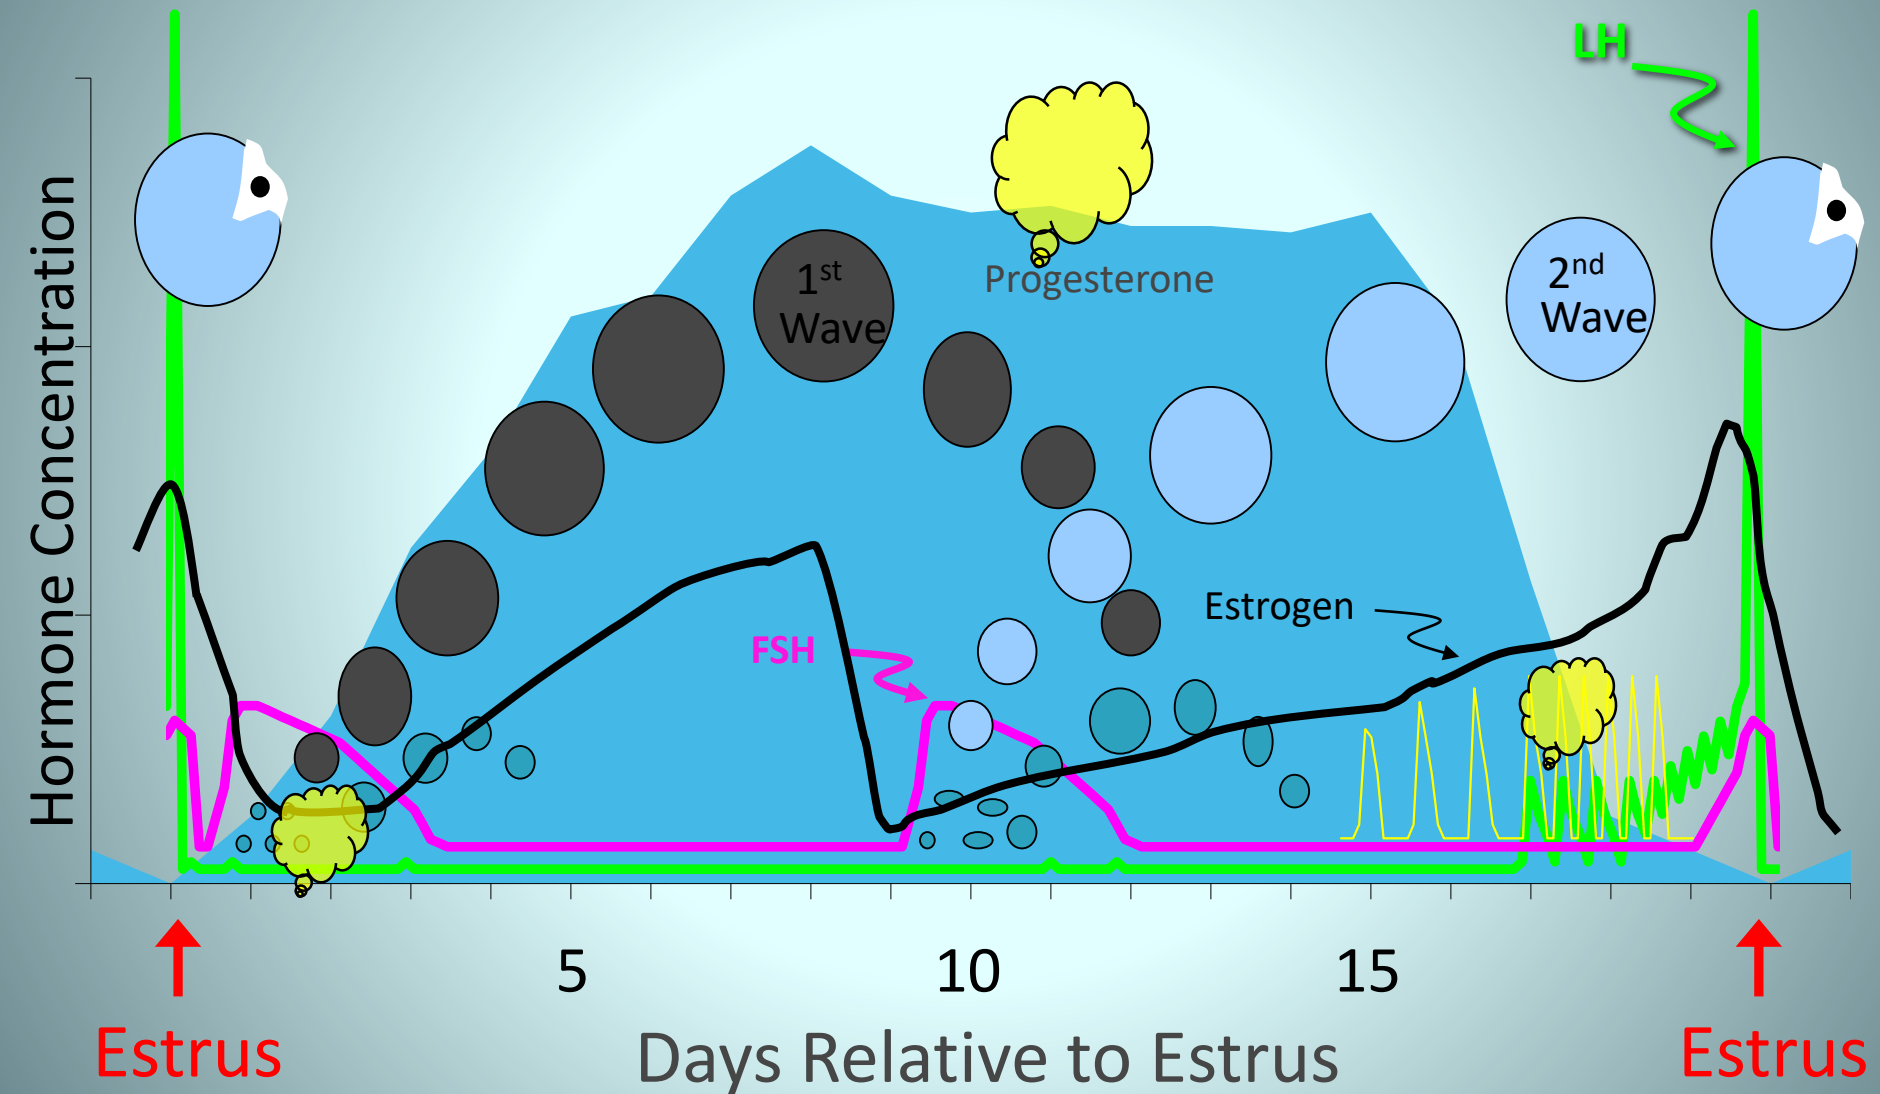 LH
Hormone Concentration
1st
Wave
Progesterone
2nd
Wave
Estrogen
FSH
5 10 15
Estrus
Days Relative to Estrus
Estrus